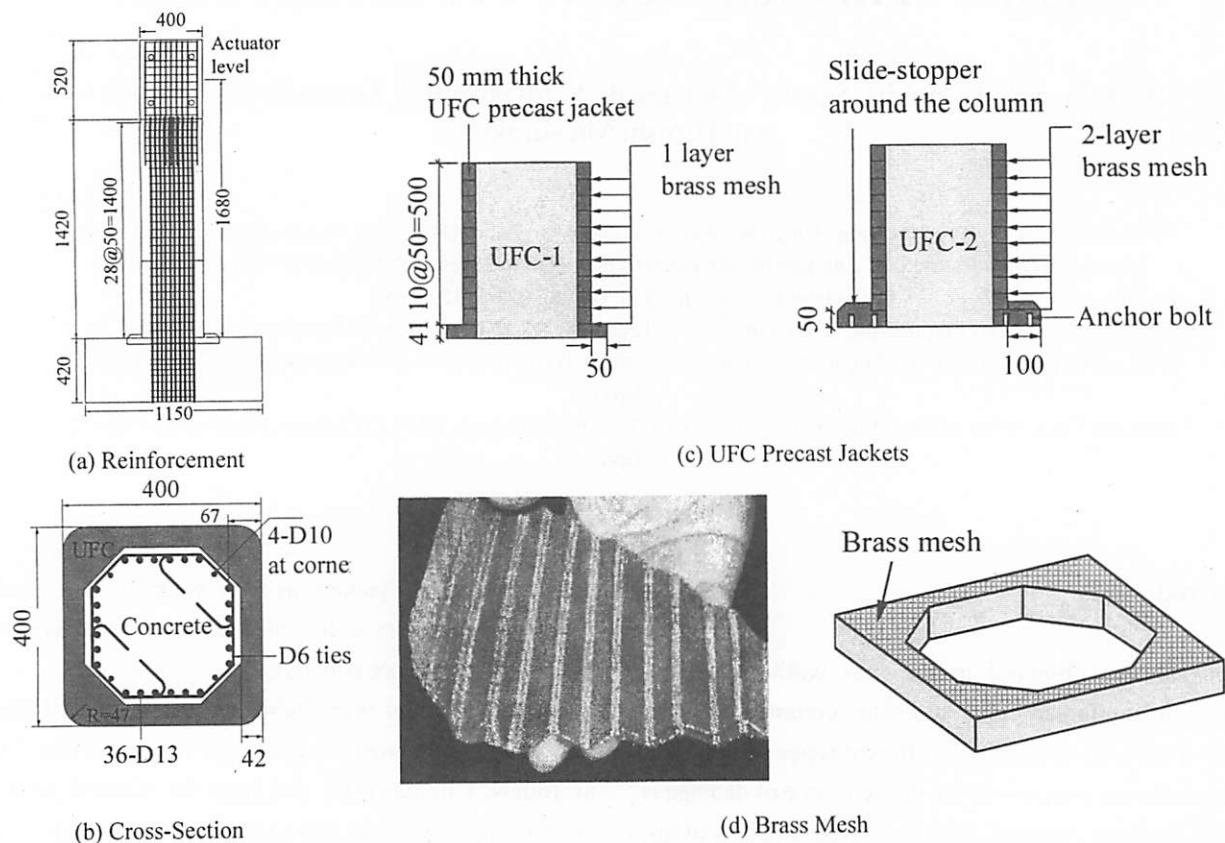 400
Actuator
level
520
28@50=1400
1680
1420
420
1150
(a) Reinforcement
50 mm thick
UFC precast jacket
1 layer
brass mesh
10@50=500
UFC-1
41
50
Slide-stopper
around the column
2-layer
brass mesh
UFC-2
50
Anchor bolt
100
(c) UFC Precast Jackets
400
67
UFC
4-D10
at corne
400
Concrete
D6 ties
R=47
36-D13
42
(b) Cross-Section
Brass mesh
(d) Brass Mesh